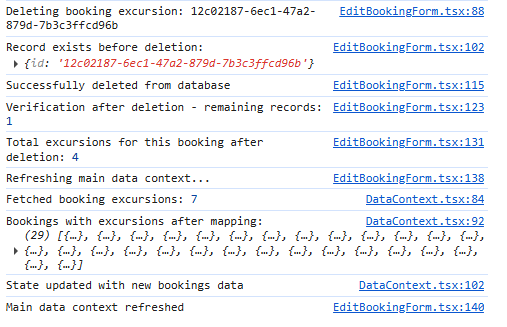 Deleting booking excursion: 12c02187-6ec1-47a2- EditBookingForm.tsx:88
879d-7b3c3ffcd96b
Record exists before deletion: EditBookingForm.tsx:102
{id: '12c02187-6ec1-47a2-879d-7b3c3ffcd96b'}
Successfully deleted from database EditBookingForm.tsx:115
Verification after deletion - remaining records: EditBookingForm.tsx:123
1
Total excursions for this booking after EditBookingForm.tsx:131
deletion: 4
Refreshing main data context... EditBookingForm.tsx:138
Fetched booking excursions: 7 DataContext.tsx:84
Bookings with excursions after mapping: DataContext.tsx:92
(29) [{…}, {…}, {…}, {…}, {…}, {…}, {…}, {…}, {…}, {…}, {…}, {…}, {…},
{…}, {…}, {…}, {…}, {…}, {…}, {…}, {…}, {…}, {…}, {…}, {…}, {…}, {…},
{…}, {…}]
State updated with new bookings data DataContext.tsx:102
Main data context refreshed EditBookingForm.tsx:140